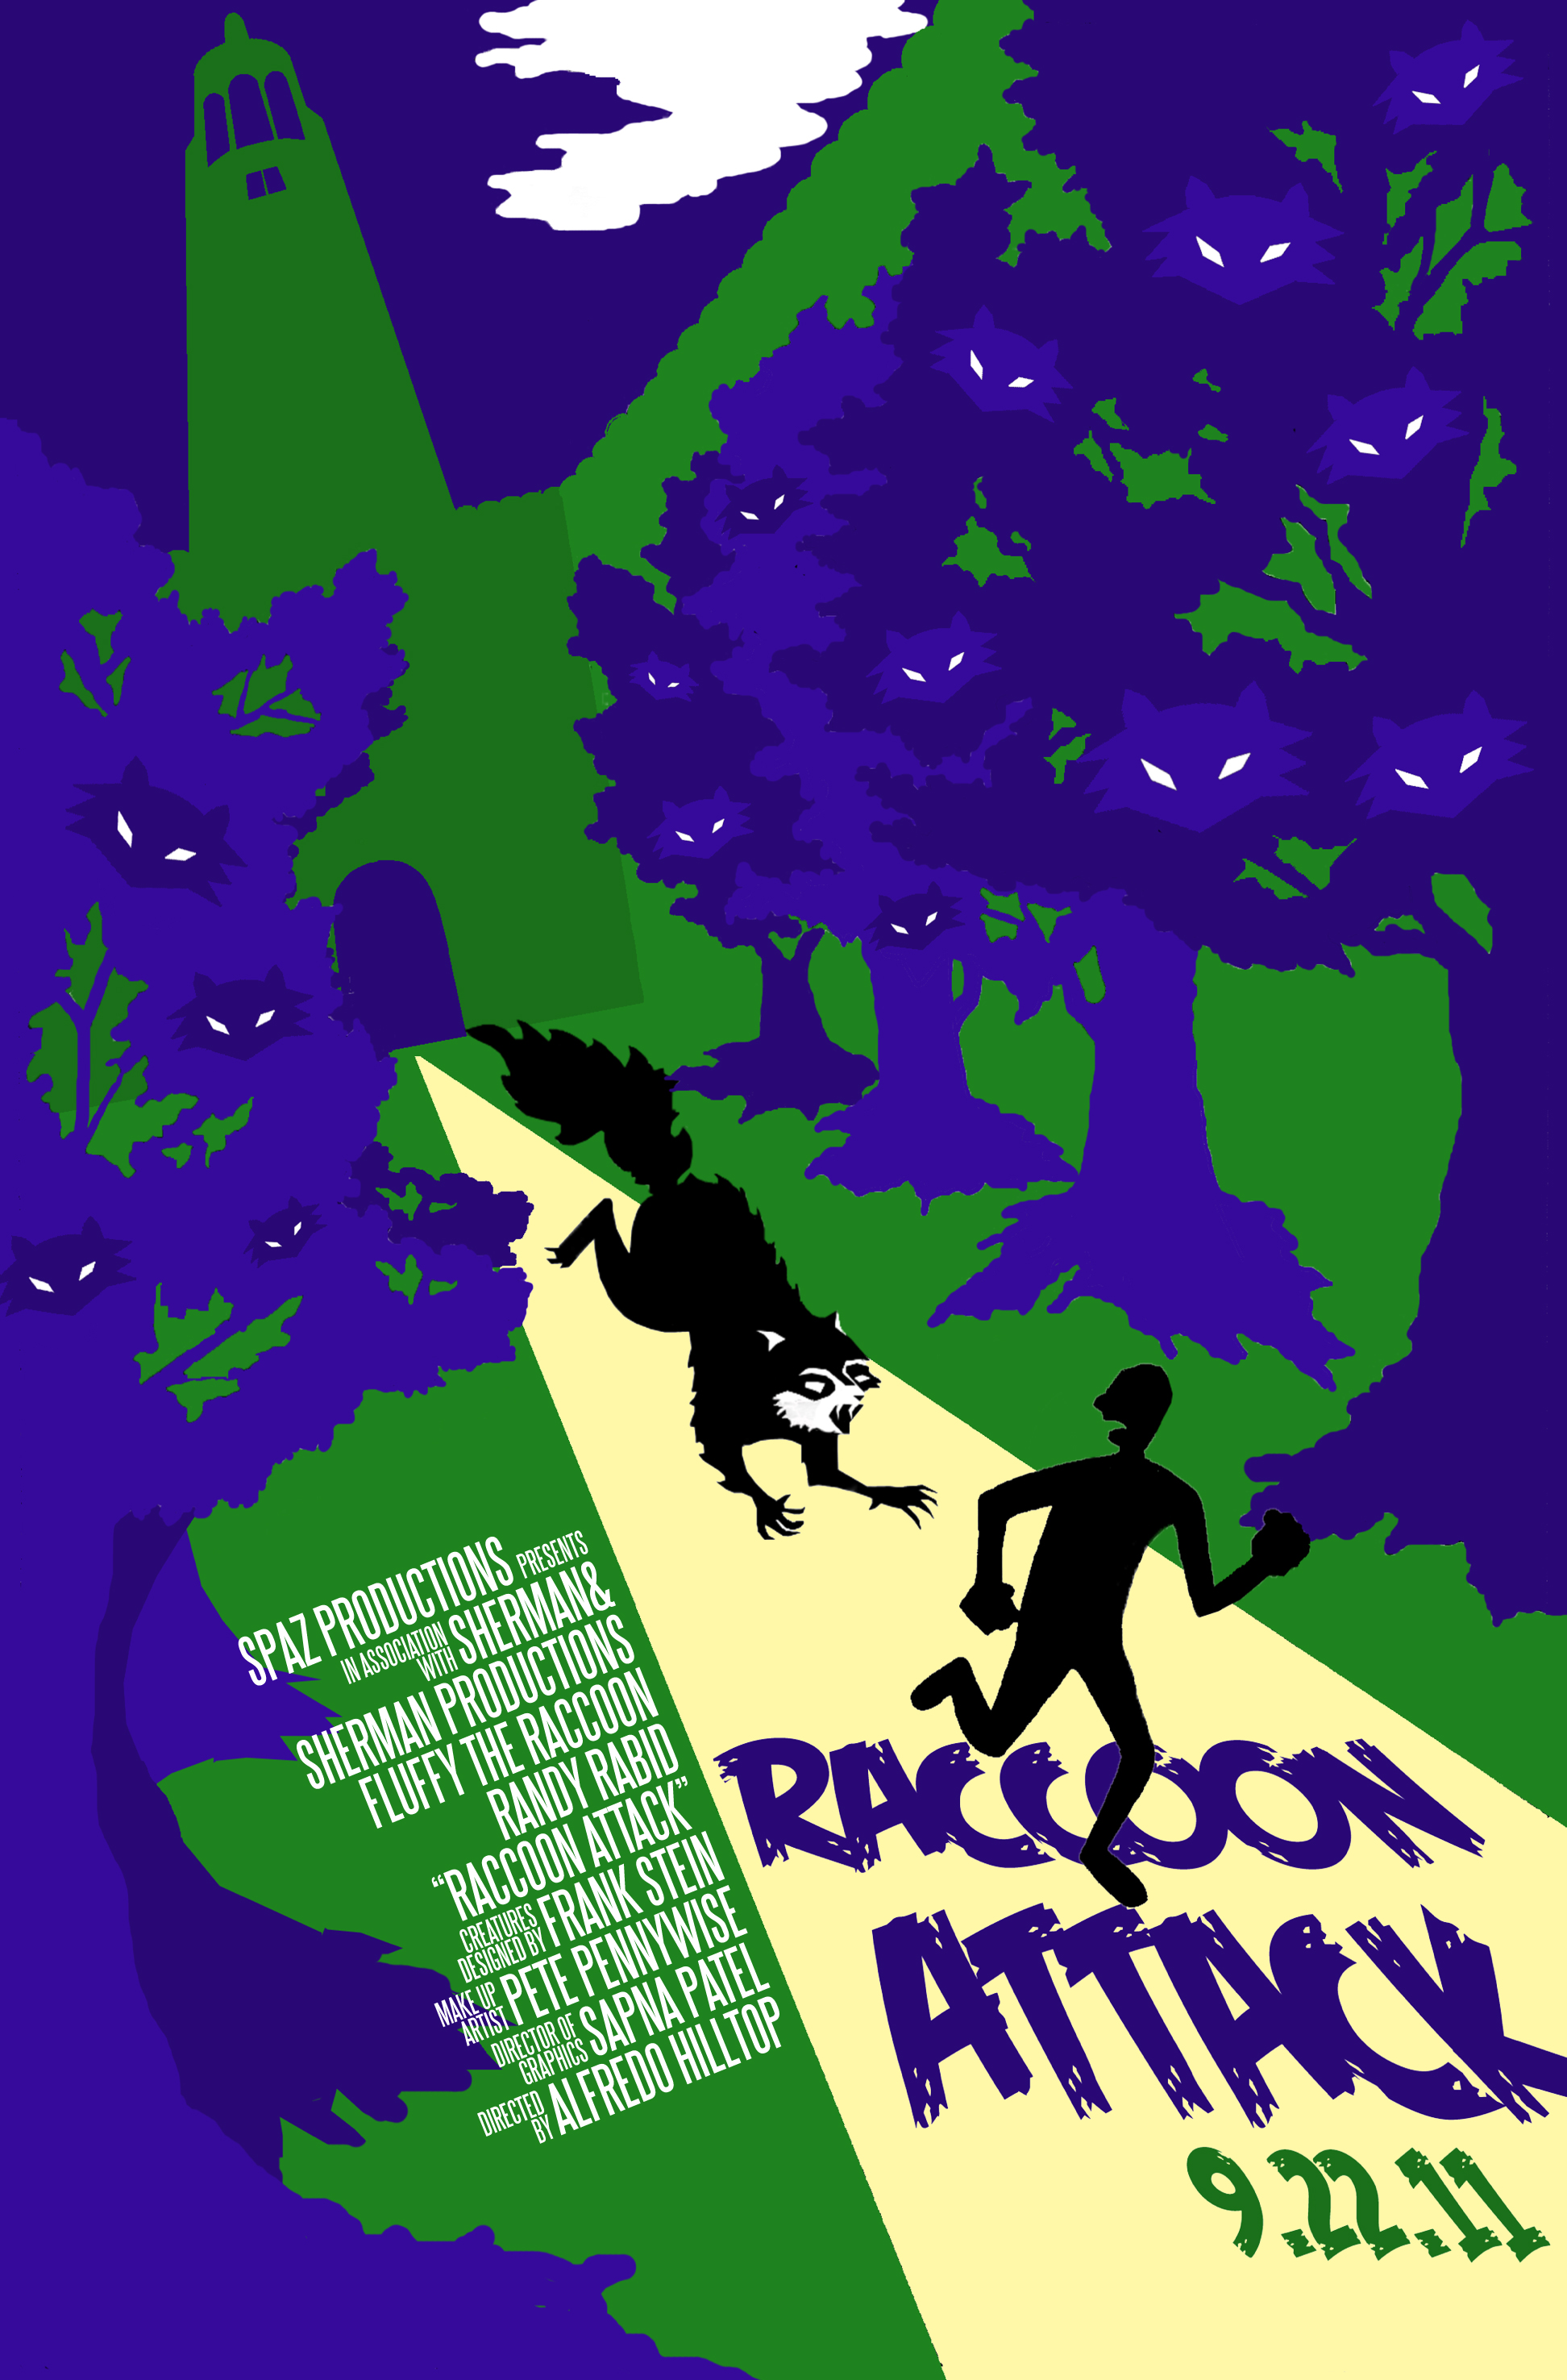 SPAZ PRODUCTIONS PRESENTS
IN ASSOCIATION WITH SHERMAN&
SHERMAN PRODUCTIONS
FLUFFY THE RACCOON
RANDY RABID
“RACCOON ATTACK”
CREATURES DESIGNED BY FRANK STEIN
MAKE UP ARTIST PETE PENNYWISE
DIRECTOR OF GRAPHICS SAPNA PATEL
DIRECTED BY ALFREDO HILLTOP
RACCOON
ATTACK
9.22.11